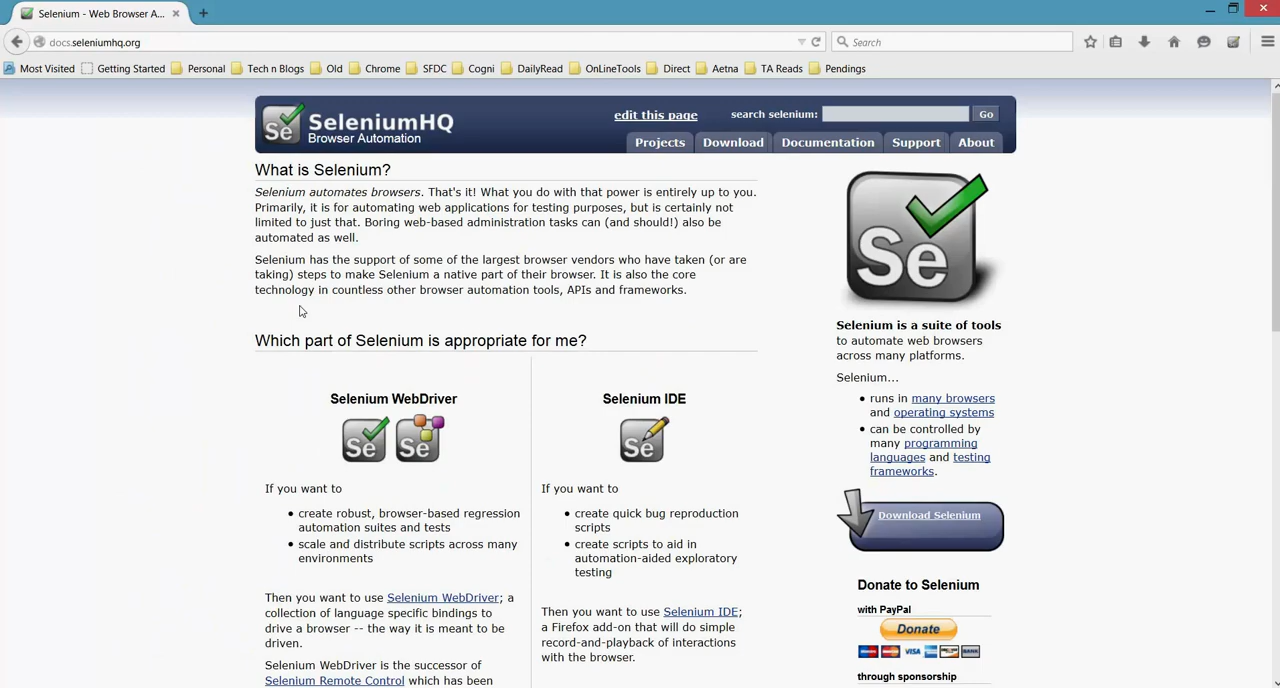 Selenium - Web Browser A...
docs.seleniumhq.org
Search
Most Visited Getting Started Personal Tech n Blogs Old Chrome SFDC Cogni DailyRead OnLineTools Direct Aetna TA Reads Pendings
Se SeleniumHQ
Browser Automation
edit this page search selenium: Go
Projects Download Documentation Support About
What is Selenium?
Selenium automates browsers. That's it! What you do with that power is entirely up to you.
Primarily, it is for automating web applications for testing purposes, but is certainly not
limited to just that. Boring web-based administration tasks can (and should!) also be
automated as well.
Selenium has the support of some of the largest browser vendors who have taken (or are
taking) steps to make Selenium a native part of their browser. It is also the core
technology in countless other browser automation tools, APIs and frameworks.
Which part of Selenium is appropriate for me?
Selenium WebDriver
Se Se
If you want to
create robust, browser-based regression
automation suites and tests
scale and distribute scripts across many
environments
Then you want to use Selenium WebDriver; a
collection of language specific bindings to
drive a browser -- the way it is meant to be
driven.
Selenium WebDriver is the successor of
Selenium Remote Control which has been
Selenium IDE
Se
If you want to
create quick bug reproduction
scripts
create scripts to aid in
automation-aided exploratory
testing
Then you want to use Selenium IDE;
a Firefox add-on that will do simple
record-and-playback of interactions
with the browser.
Se
Selenium is a suite of tools
to automate web browsers
across many platforms.
Selenium...
runs in many browsers
and operating systems
can be controlled by
many programming
languages and testing
frameworks.
Download Selenium
Donate to Selenium
with PayPal
Donate
VISA BANK
through sponsorship